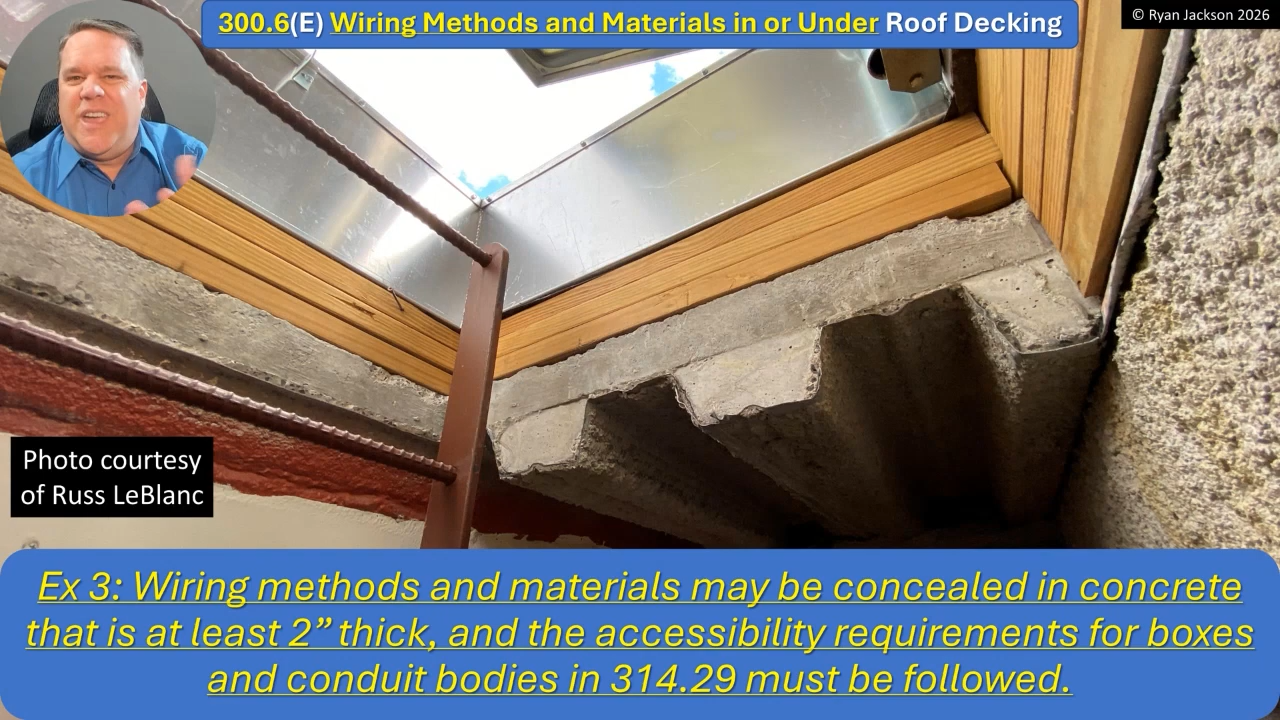 300.6(E) Wiring Methods and Materials in or Under Roof Decking
© Ryan Jackson 2026
Photo courtesy
of Russ LeBlanc
Ex 3: Wiring methods and materials may be concealed in concrete
that is at least 2” thick, and the accessibility requirements for boxes
and conduit bodies in 314.29 must be followed.